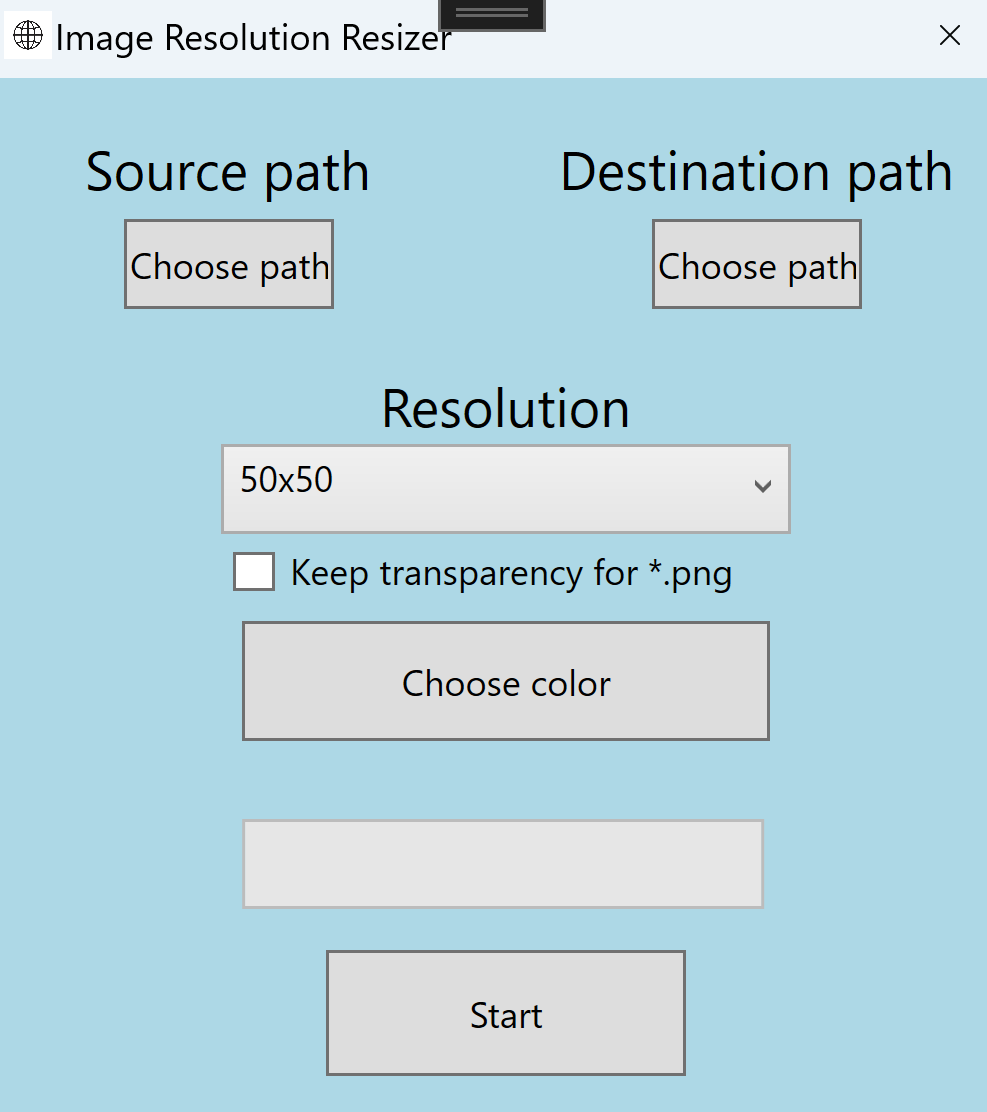 Image Resolution Resizer
Source path
Destination path
Choose path
Choose path
Resolution
50x50
Keep transparency for *.png
Choose color
Start